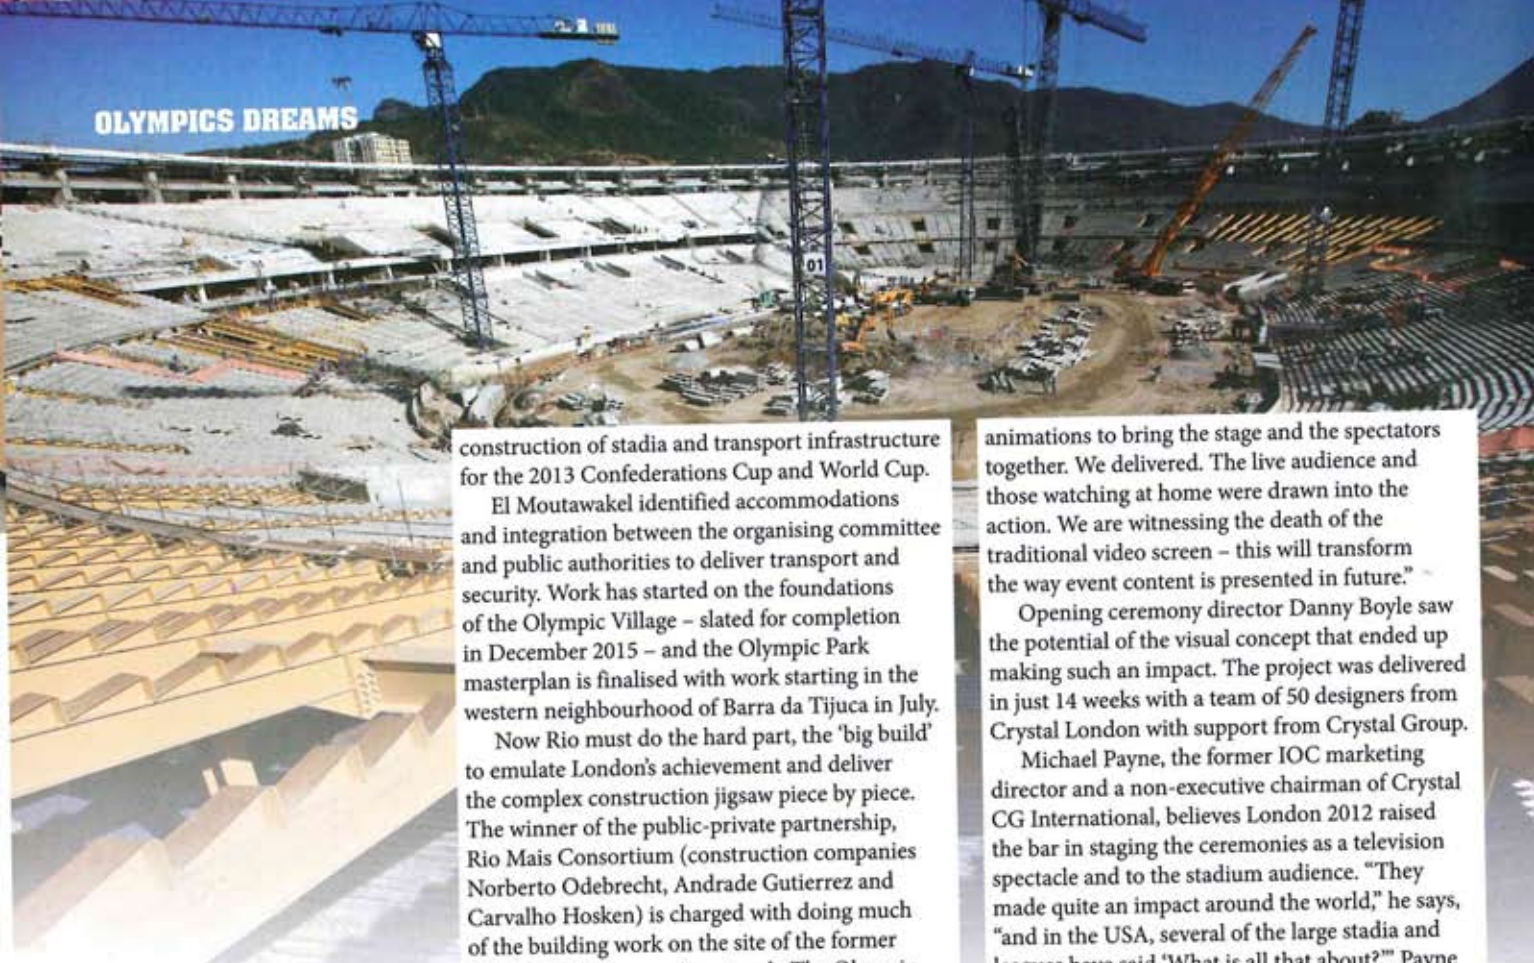 OLYMPICS DREAMS
01
construction of stadia and transport infrastructure
for the 2013 Confederations Cup and World Cup.
El Moutawakel identified accommodations
and integration between the organising committee
and public authorities to deliver transport and
security. Work has started on the foundations
of the Olympic Village – slated for completion
in December 2015 – and the Olympic Park
masterplan is finalised with work starting in the
western neighbourhood of Barra da Tijuca in July.
Now Rio must do the hard part, the ‘big build’
to emulate London's achievement and deliver
the complex construction jigsaw piece by piece.
The winner of the public-private partnership,
Rio Mais Consortium (construction companies
Norberto Odebrecht, Andrade Gutierrez and
Carvalho Hosken) is charged with doing much
of the building work on the site of the former
animations to bring the stage and the spectators
together. We delivered. The live audience and
those watching at home were drawn into the
action. We are witnessing the death of the
traditional video screen – this will transform
the way event content is presented in future.”
Opening ceremony director Danny Boyle saw
the potential of the visual concept that ended up
making such an impact. The project was delivered
in just 14 weeks with a team of 50 designers from
Crystal London with support from Crystal Group.
Michael Payne, the former IOC marketing
director and a non-executive chairman of Crystal
CG International, believes London 2012 raised
the bar in staging the ceremonies as a television
spectacle and to the stadium audience. “They
made quite an impact around the world,” he says,
“and in the USA, several of the large stadia and
have said ‘What is all that about?’” Payne